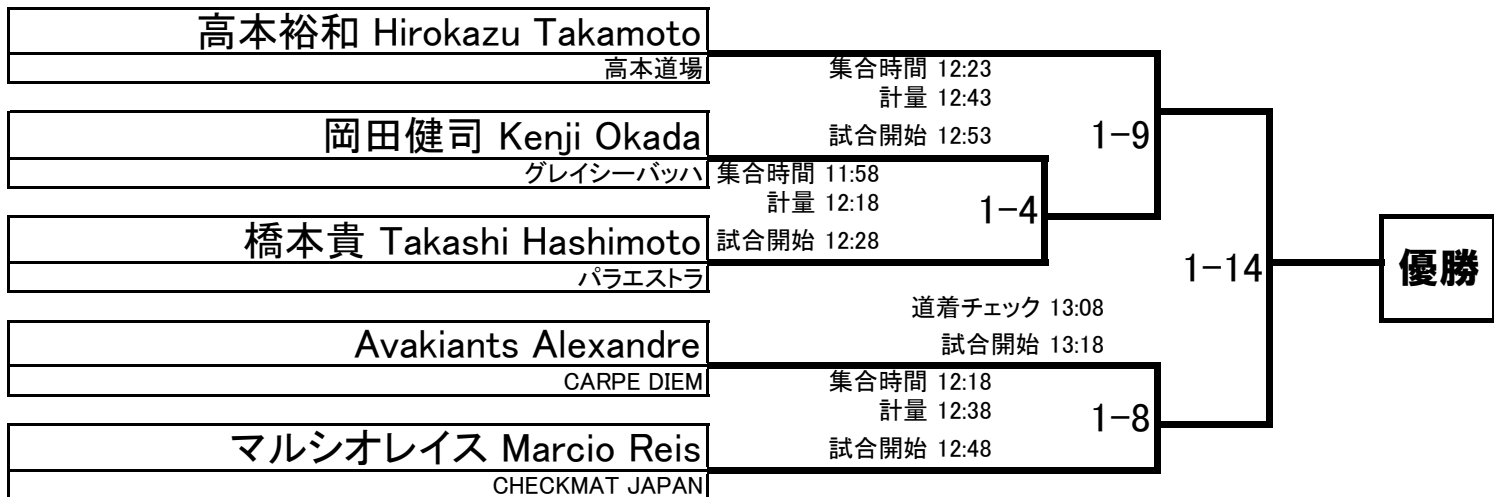 高本裕和 Hirokazu Takamoto
高本道場
集合時間 12:23
計量 12:43
試合開始 12:53
1-9
岡田健司 Kenji Okada
グレイシーバッハ
集合時間 11:58
計量 12:18
試合開始 12:28
1-4
橋本貴 Takashi Hashimoto
パラエストラ
1-14
優勝
道着チェック 13:08
試合開始 13:18
Avakiants Alexandre
CARPE DIEM
集合時間 12:18
計量 12:38
試合開始 12:48
1-8
マルシオレイス Marcio Reis
CHECKMAT JAPAN